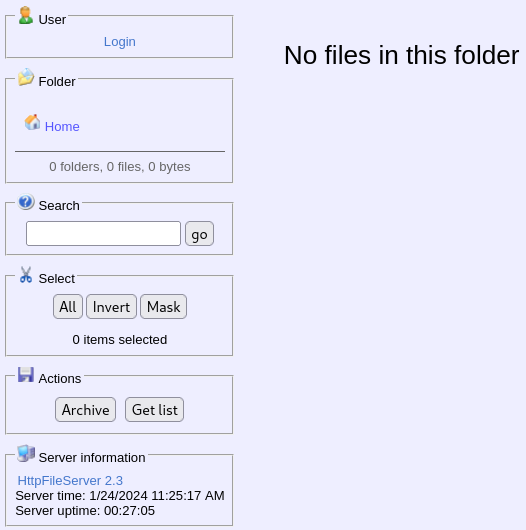 User
Login
No files in this folder
Folder
Home
0 folders, 0 files, 0 bytes
Search
go
Select
All Invert Mask
0 items selected
Actions
Archive Get list
Server information
HttpFileServer 2.3
Server time: 1/24/2024 11:25:17 AM
Server uptime: 00:27:05